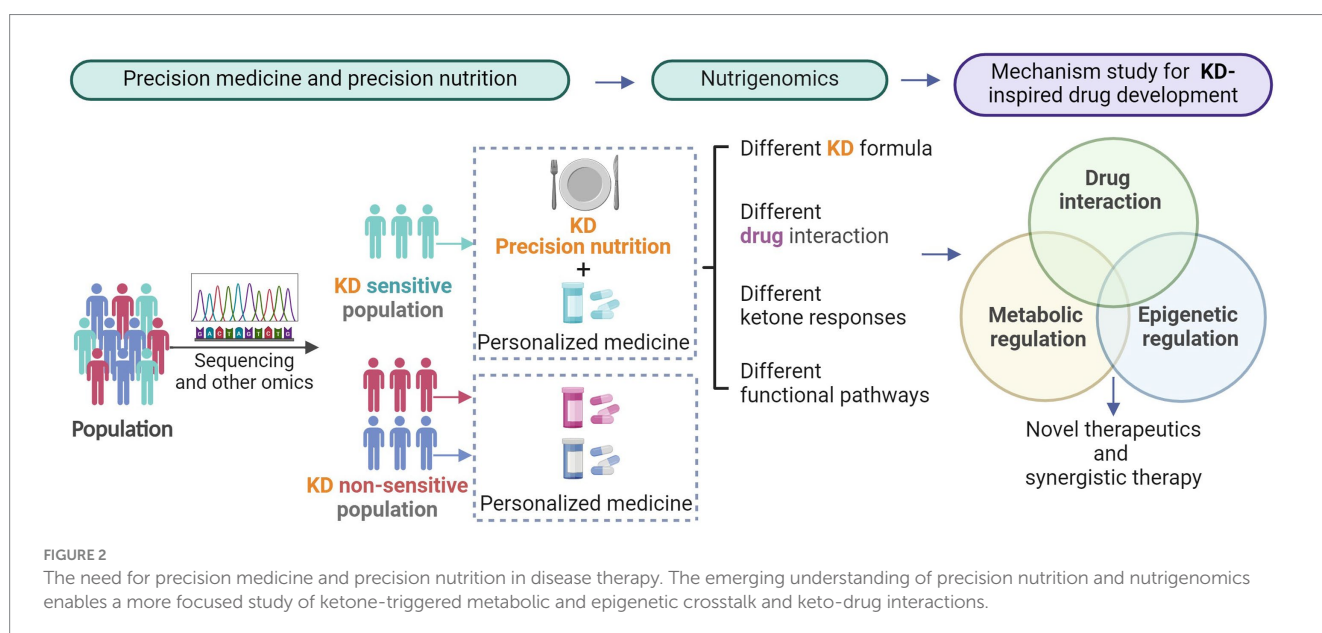 Precision medicine and precision nutrition
Nutrigenomics
Mechanism study for KD-
inspired drug development
Population
GAGTAGTGTG
Sequencing
and other omics
KD sensitive
population
KD non-sensitive
population
KD
Precision nutrition
+
Personalized medicine
Personalized medicine
Different KD formula
Different
drug interaction
Different
ketone responses
Different
functional pathways
Drug
interaction
Metabolic
regulation
Epigenetic
regulation
Novel therapeutics
and
synergistic therapy
FIGURE 2
The need for precision medicine and precision nutrition in disease therapy. The emerging understanding of precision nutrition and nutrigenomics
enables a more focused study of ketone-triggered metabolic and epigenetic crosstalk and keto-drug interactions.